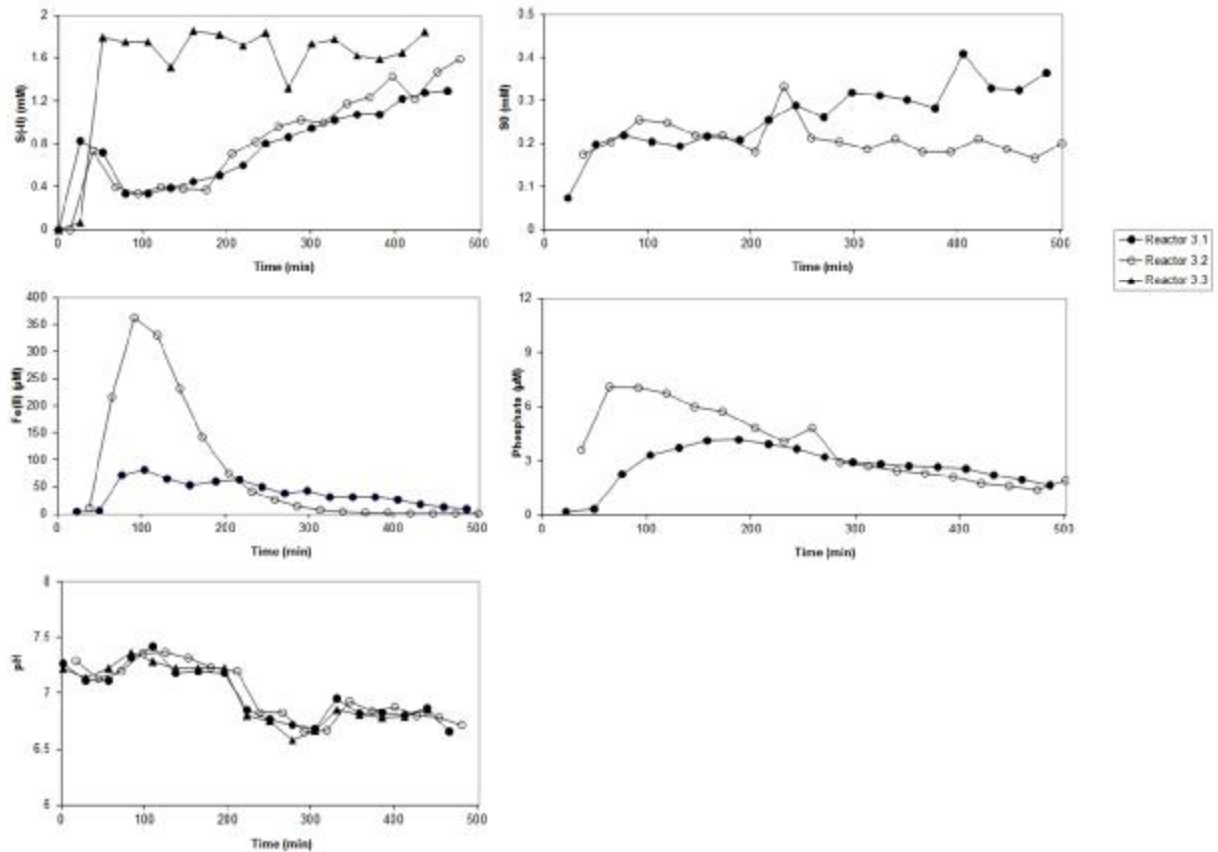 2
1.6
1.2
0.8
0.4
0
S(-II) (mM)
0 100 200 300 400 500
Time (min)
0.5
0.4
0.3
0.2
0.1
0
S0 (mM)
0 100 200 300 400 500
Time (min)
Reactor 3.1
Reactor 3.2
Reactor 3.3
400
350
300
250
200
150
100
50
0
Fe(II) (µM)
0 100 200 300 400 500
Time (min)
12
9
6
3
0
Phosphate (µM)
0 100 200 300 400 500
Time (min)
8
7.5
7
6.5
6
pH
0 100 200 300 400 500
Time (min)